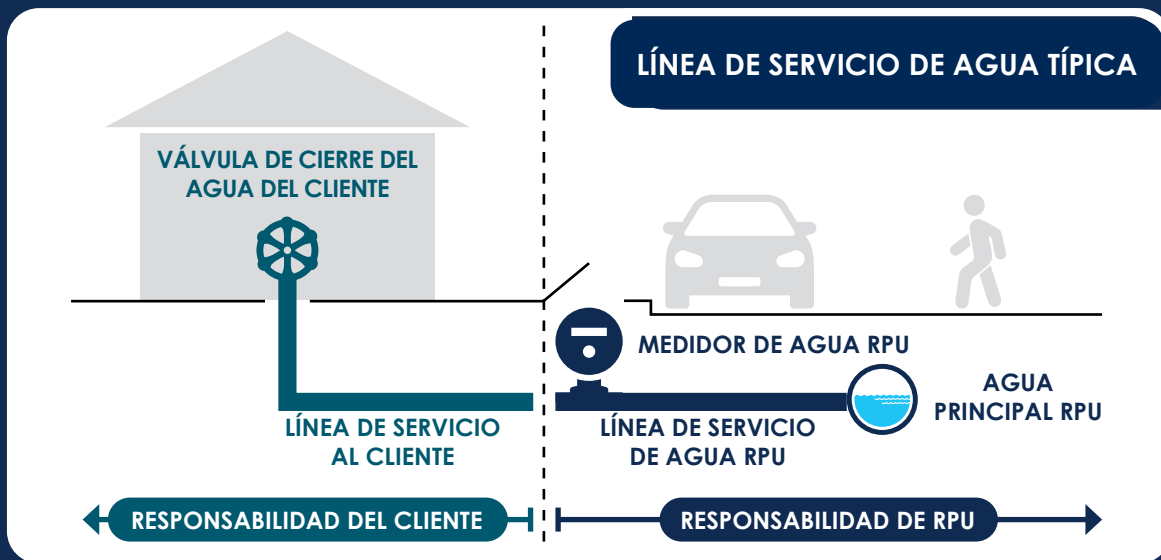 LÍNEA DE SERVICIO DE AGUA TÍPICA
VÁLVULA DE CIERRE DEL
AGUA DEL CLIENTE
MEDIDOR DE AGUA RPU
AGUA
PRINCIPAL RPU
LÍNEA DE SERVICIO
AL CLIENTE
LÍNEA DE SERVICIO
DE AGUA RPU
RESPONSABILIDAD DEL CLIENTE
RESPONSABILIDAD DE RPU